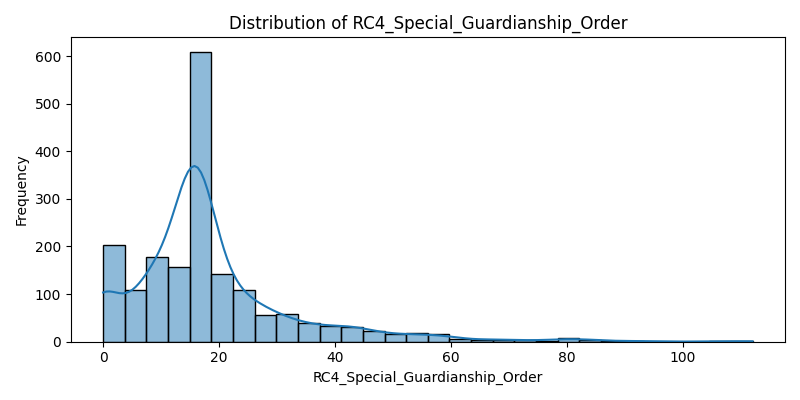 Distribution of RC4_Special_Guardianship_Order
Frequency
600
500
400
300
200
100
0
0 20 40 60 80 100
RC4_Special_Guardianship_Order